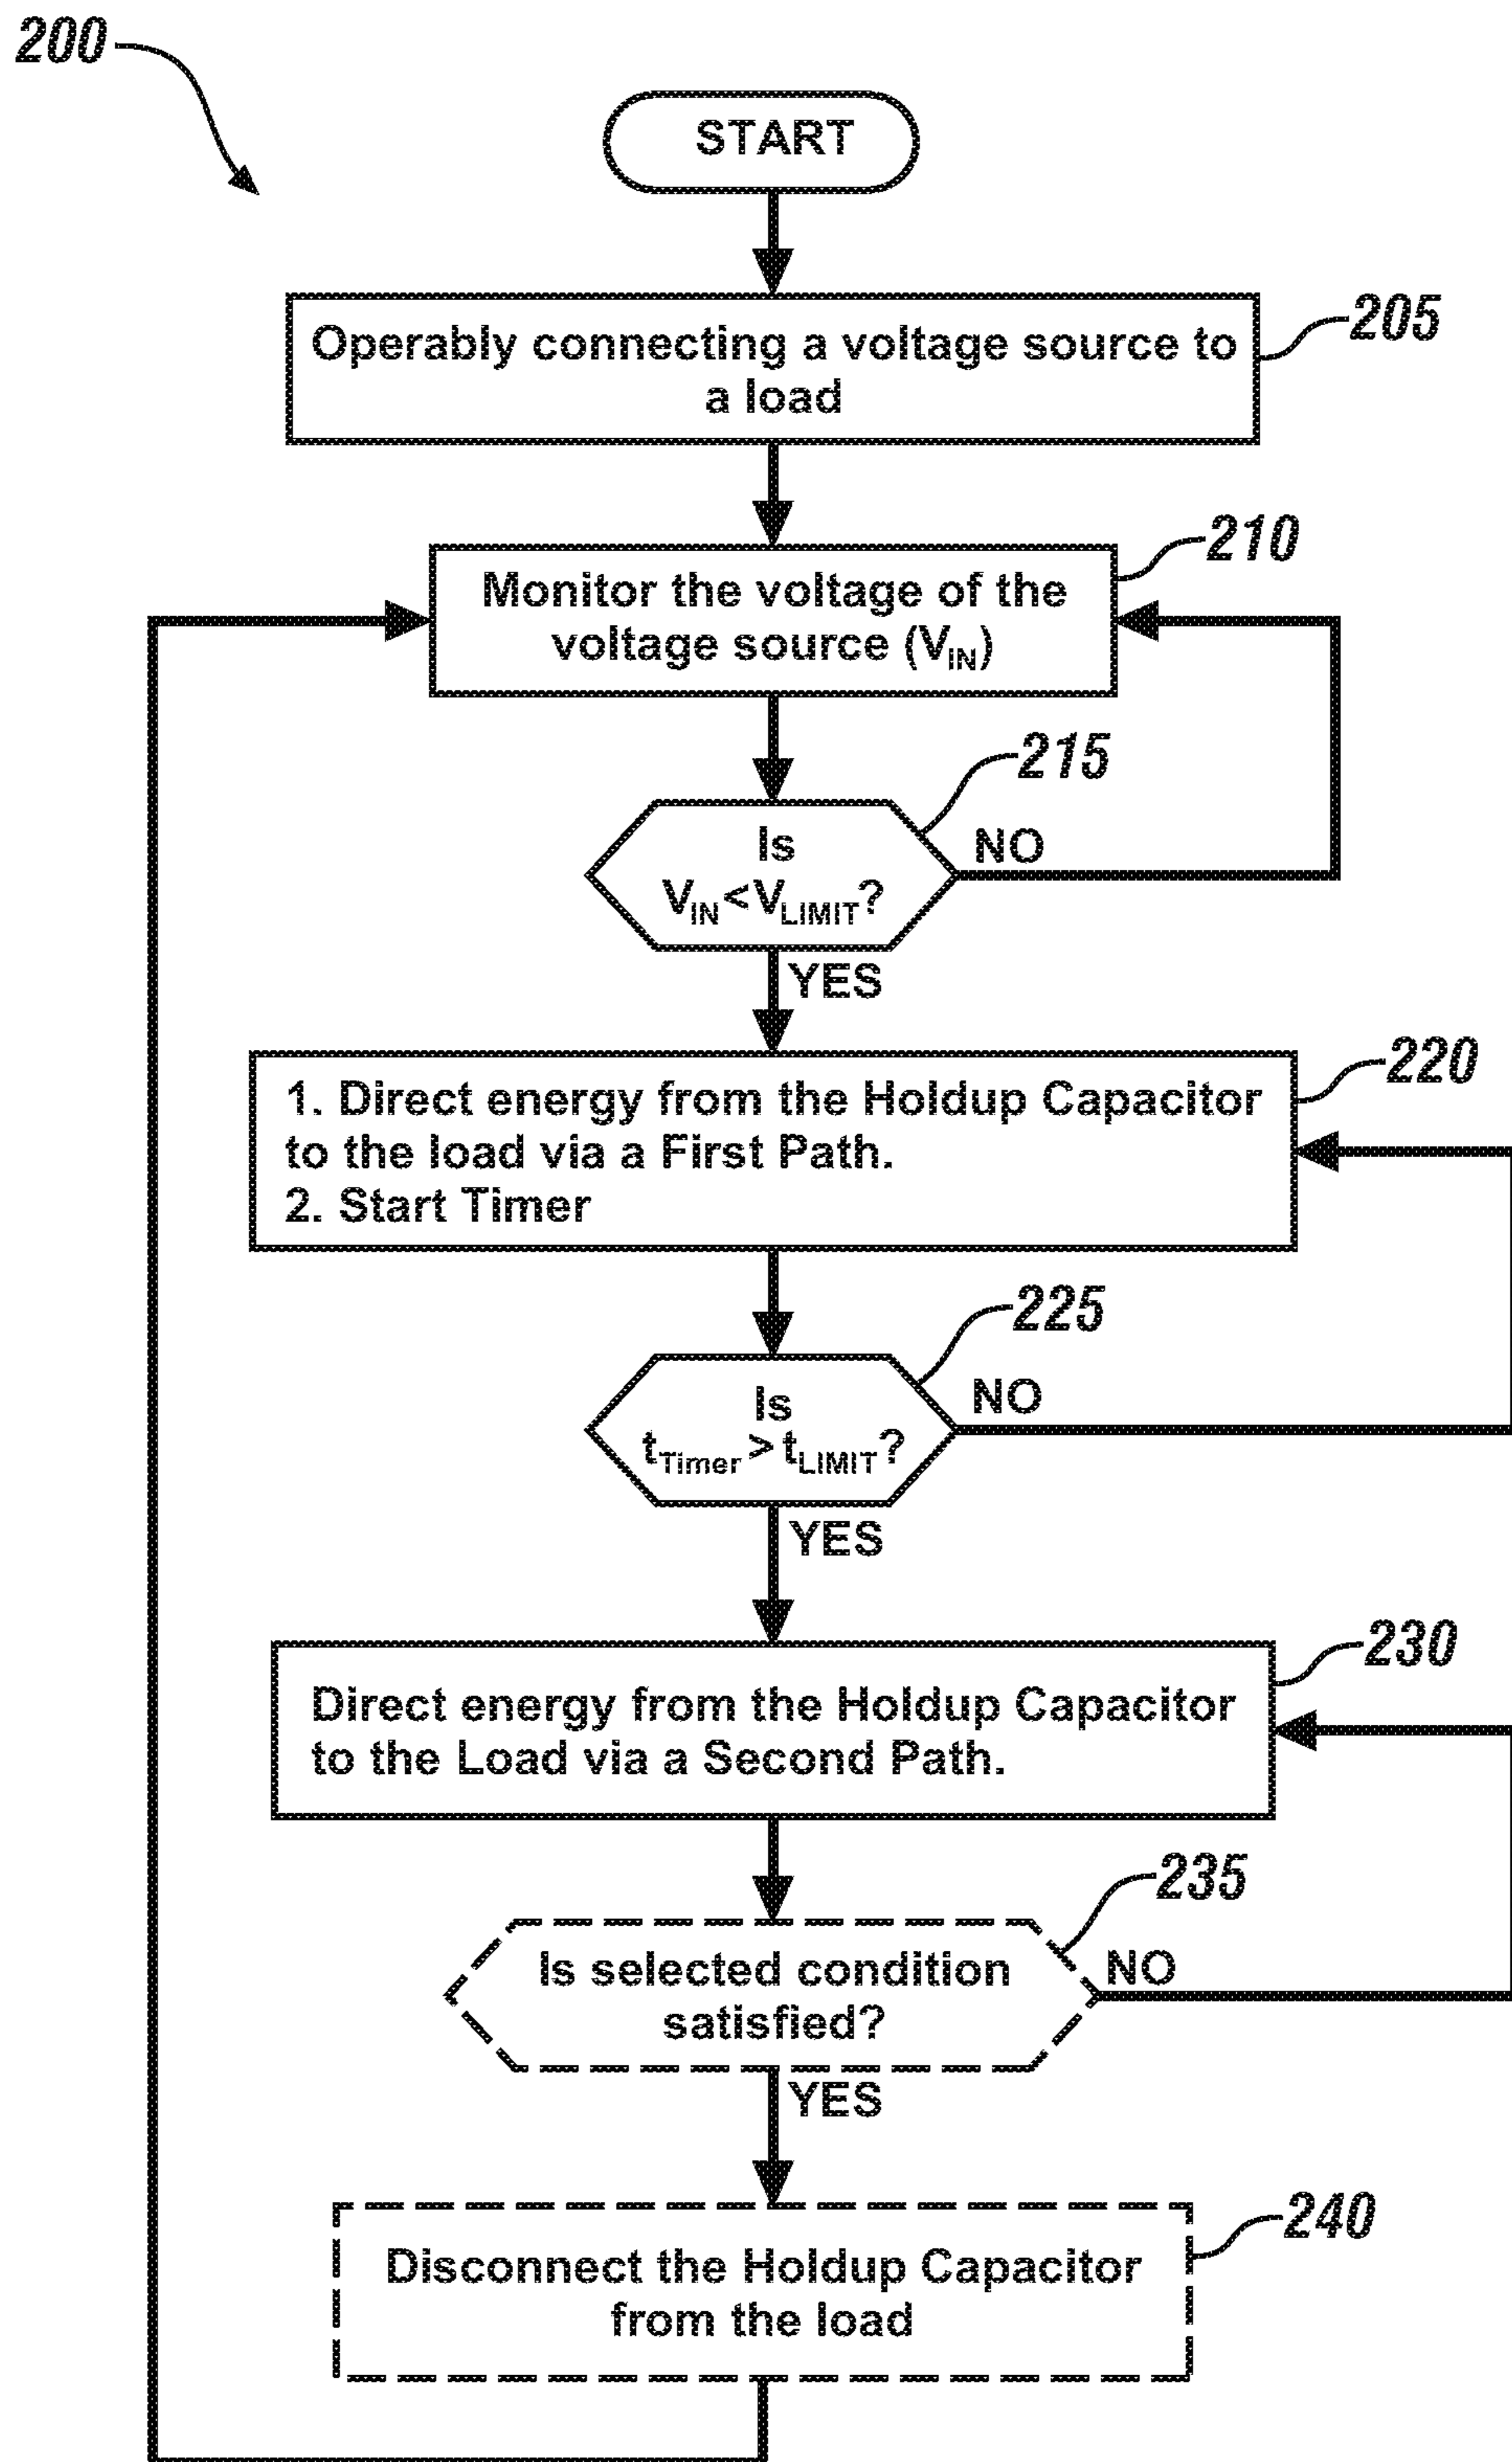 200
START
Operably connecting a voltage source to
a load
205
Monitor the voltage of the
voltage source (VIN)
210
215
Is
VIN<VLIMIT?
NO
YES
1. Direct energy from the Holdup Capacitor
to the load via a First Path.
2. Start Timer
220
225
Is
tTimer>tLIMIT?
NO
YES
Direct energy from the Holdup Capacitor
to the Load via a Second Path.
230
235
Is selected condition
satisfied?
NO
YES
Disconnect the Holdup Capacitor
from the load
240